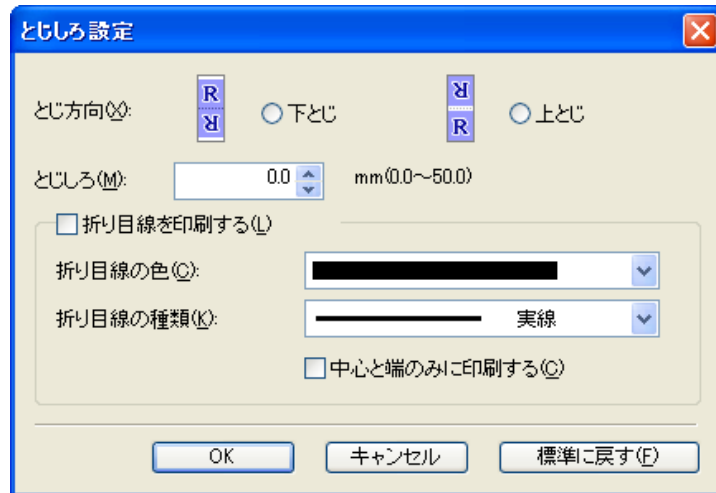 とじしろ設定
とじ方向(X): R R 下とじ R R 上とじ
とじしろ(M): 0.0 mm(0.0～50.0)
折り目線を印刷する(L)
折り目線の色(C):
折り目線の種類(K): 実線
中心と端のみに印刷する(C)
OK キャンセル 標準に戻す(F)